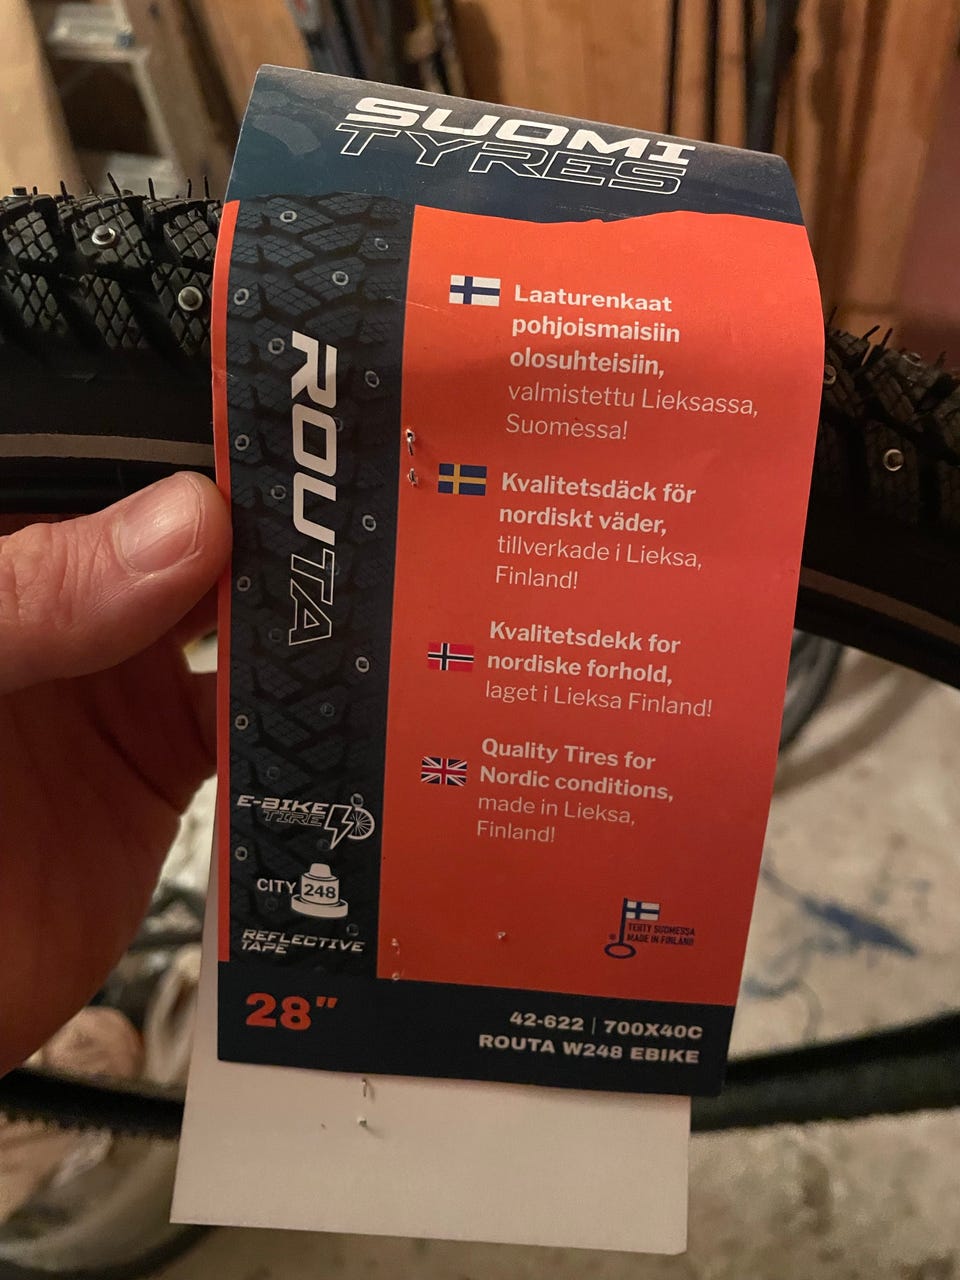 SUOMI
TYRES
ROUTA
Laaturenkaat
pohjoismaisiin
olosuhteisiin,
valmistettu Lieksassa,
Suomessa!
Kvalitetsdäck för
nordiskt väder,
tillverkade i Lieksa,
Finland!
Kvalitetsdekk for
nordiske forhold,
laget i Lieksa Finland!
Quality Tires for
Nordic conditions,
made in Lieksa,
Finland!
E-BIKE
TIRE
CITY 248
REFLECTIVE
TAPE
® TEHTY SUOMESSA
MADE IN FINLAND
28"
42-622 | 700X40C
ROUTA W248 EBIKE